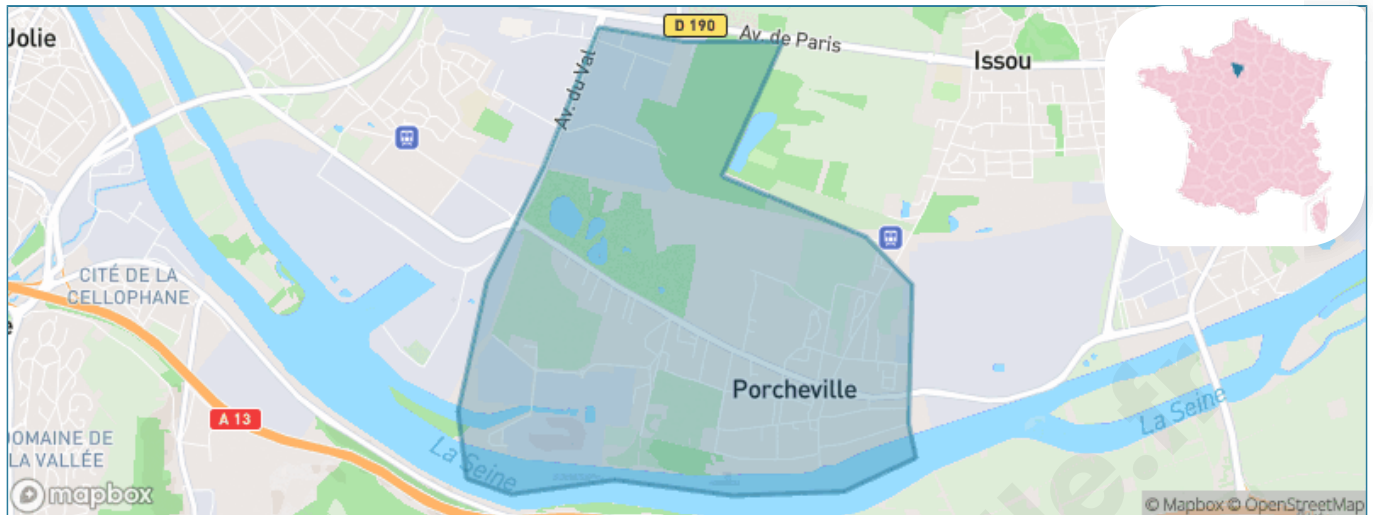 Jolie
D 190
Av. de Paris
Issou
Av. du Val
CITÉ DE LA
CELLOPHANE
Porcheville
A 13
La Seine
La Seine
DOMAINE DE
LA VALLÉE
mapbox
© Mapbox © OpenStreetMap